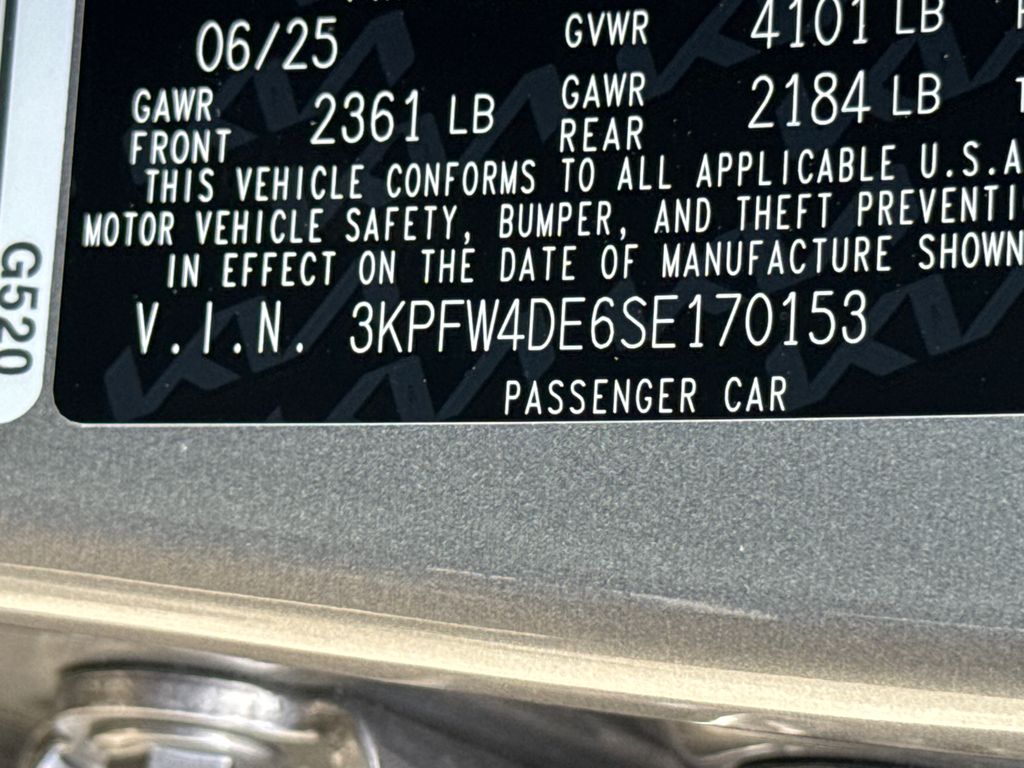 06/25 GVWR 4101 LB
GAWR FRONT 2361 LB GAWR REAR 2184 LB
THIS VEHICLE CONFORMS TO ALL APPLICABLE U.S.A
MOTOR VEHICLE SAFETY, BUMPER, AND THEFT PREVENTI
IN EFFECT ON THE DATE OF MANUFACTURE SHOWN
V.I.N. 3KPFW4DE6SE170153
PASSENGER CAR
G520